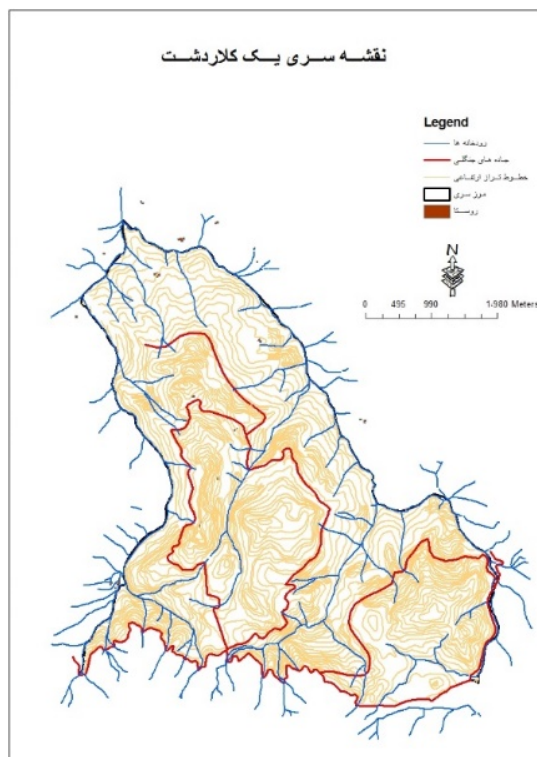 نقشه سری یک کلاردشت
Legend
رودخانه ها
جاده های جنگلی
خطوط تراز ارتفاعی
مرز سری
روستا
N
0 495 990 1,980 Meters